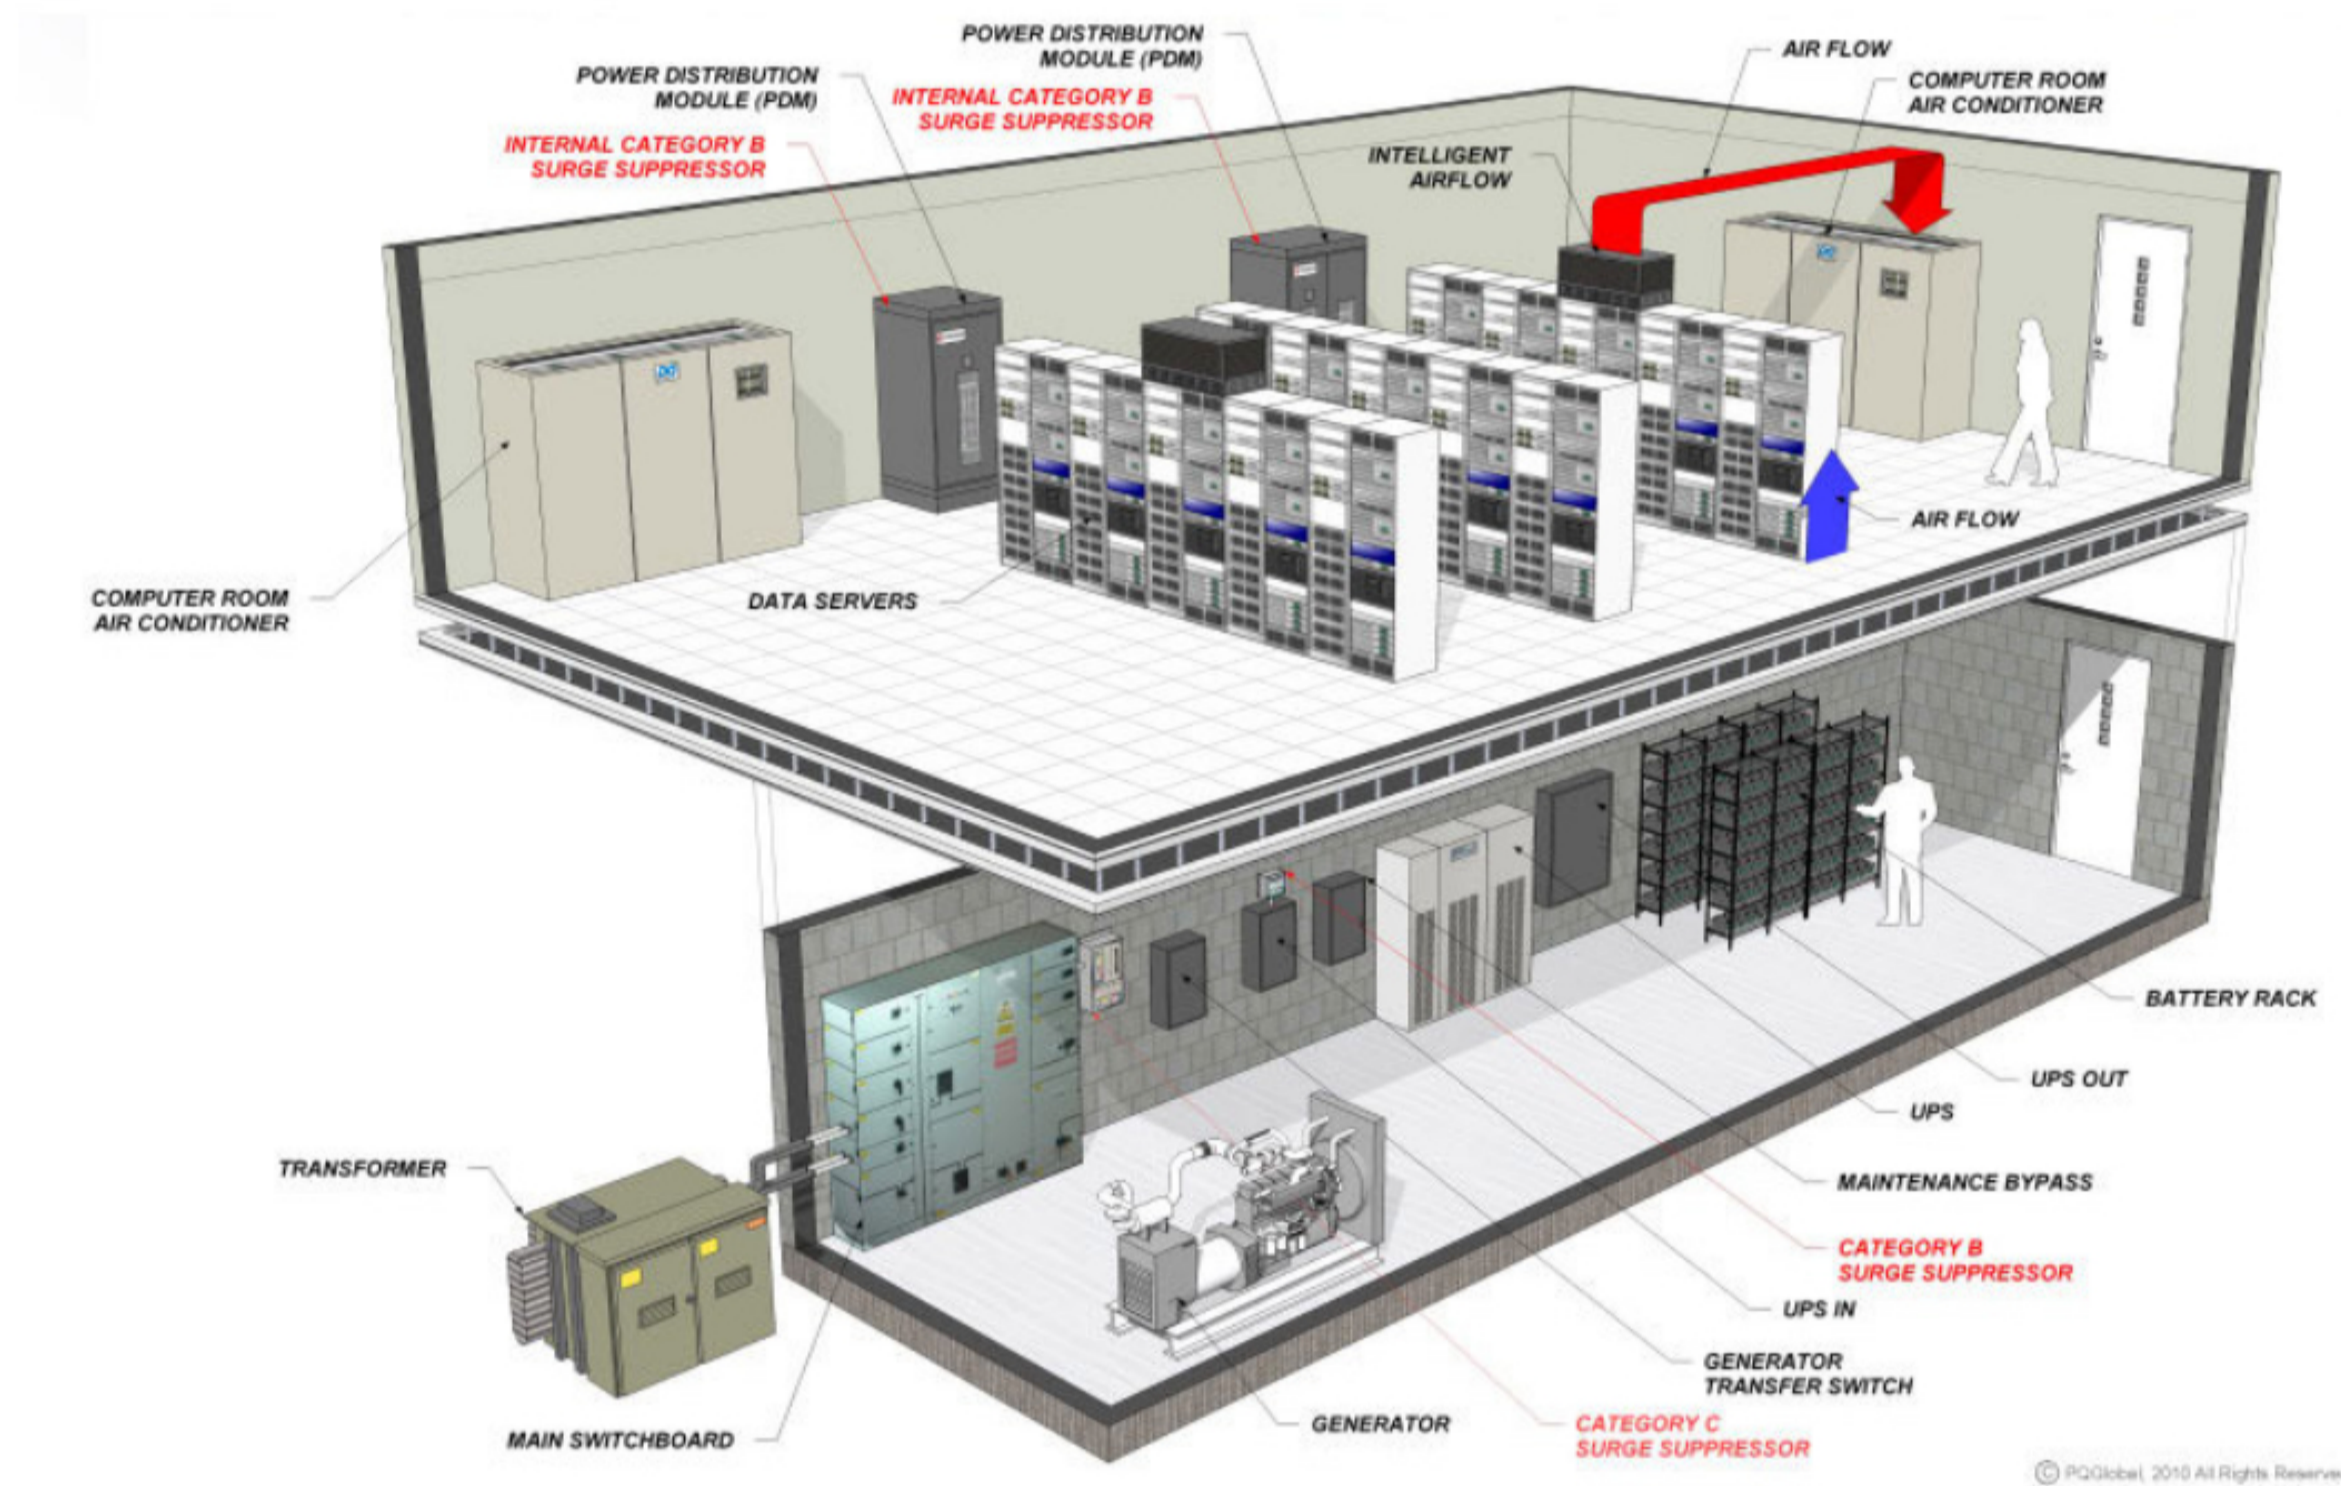 POWER DISTRIBUTION
MODULE (PDM)
INTERNAL CATEGORY B
SURGE SUPPRESSOR
POWER DISTRIBUTION
MODULE (PDM)
INTERNAL CATEGORY B
SURGE SUPPRESSOR
AIR FLOW
COMPUTER ROOM
AIR CONDITIONER
INTELLIGENT
AIRFLOW
AIR FLOW
DATA SERVERS
COMPUTER ROOM
AIR CONDITIONER
BATTERY RACK
UPS OUT
UPS
MAINTENANCE BYPASS
CATEGORY B
SURGE SUPPRESSOR
UPS IN
GENERATOR
TRANSFER SWITCH
CATEGORY C
SURGE SUPPRESSOR
GENERATOR
TRANSFORMER
MAIN SWITCHBOARD
© PQGlobal, 2010 All Rights Reserve